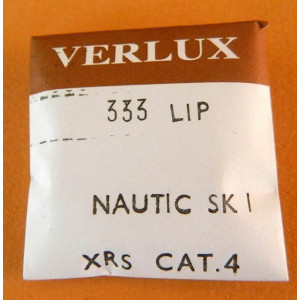 VERLUX
333 LIP
NAUTIC SKI
XRS CAT.4